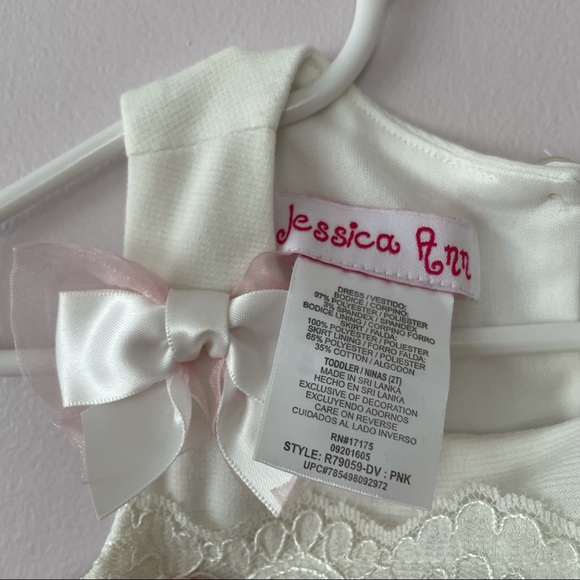 Jessica Ann
DRESS / VESTIDO:
BODICE / CORPINO:
97% POLYESTER / POLIESTER
3% SPANDEX / SPANDEX
BODICE LINING / CORPINO FORRO
SKIRT / FALDA:
100% POLYESTER / POLIESTER
SKIRT LINING / FORRO FALDA:
65% POLYESTER / POLIESTER
35% COTTON / ALGODON
TODDLER / NINAS (2T)
MADE IN SRI LANKA
HECHO EN SRI LANKA
EXCLUSIVE OF DECORATION
EXCLUYENDO ADORNOS
CARE ON REVERSE
CUIDADOS AL LADO INVERSO
RN#17175
09201605
STYLE: R79059-DV : PNK
UPC#785498092972